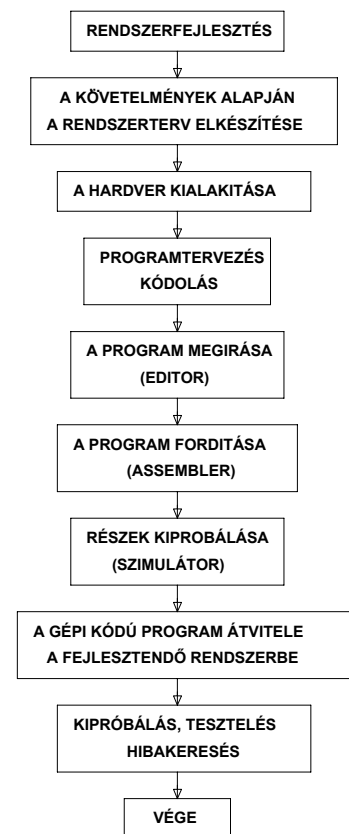 RENDSZERFEJLESZTÉS
A KÖVETELMÉNYEK ALAPJÁN
A RENDSZERTERV ELKÉSZÍTÉSE
A HARDVER KIALAKITÁSA
PROGRAMTERVEZÉS
KÓDOLÁS
A PROGRAM MEGIRÁSA
(EDITOR)
A PROGRAM FORDITÁSA
(ASSEMBLER)
RÉSZEK KIPROBÁLÁSA
(SZIMULÁTOR)
A GÉPI KÓDÚ PROGRAM ÁTVITELE
A FEJLESZTENDŐ RENDSZERBE
KIPRÓBÁLÁS, TESZTELÉS
HIBAKERESÉS
VÉGE